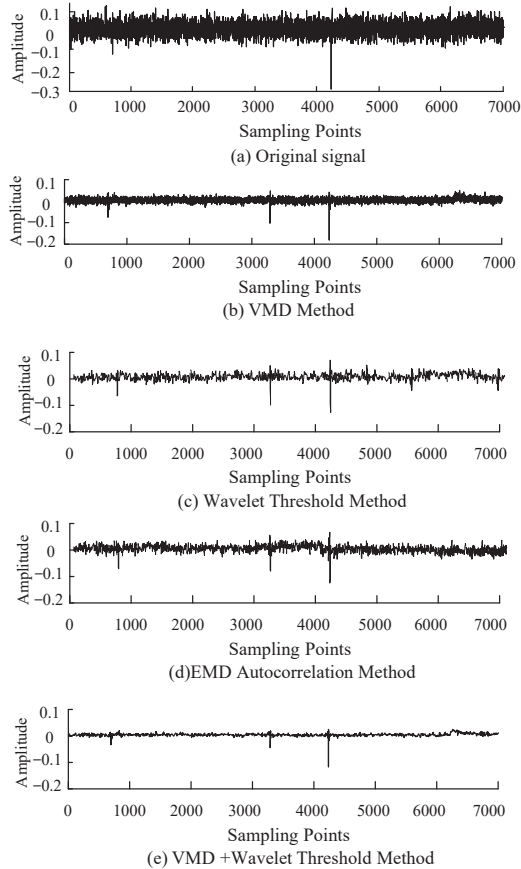 Amplitude
0.1
0
−0.1
−0.2
−0.3
0 1000 2000 3000 4000 5000 6000 7000
Sampling Points
(a) Original signal
Amplitude
0.1
0
−0.1
−0.2
0 1000 2000 3000 4000 5000 6000 7000
Sampling Points
(b) VMD Method
Amplitude
0.1
0
−0.1
−0.2
0 1000 2000 3000 4000 5000 6000 7000
Sampling Points
(c) Wavelet Threshold Method
Amplitude
0.1
0
−0.1
−0.2
0 1000 2000 3000 4000 5000 6000 7000
Sampling Points
(d)EMD Autocorrelation Method
Amplitude
0.1
0
−0.1
−0.2
0 1000 2000 3000 4000 5000 6000 7000
Sampling Points
(e) VMD +Wavelet Threshold Method